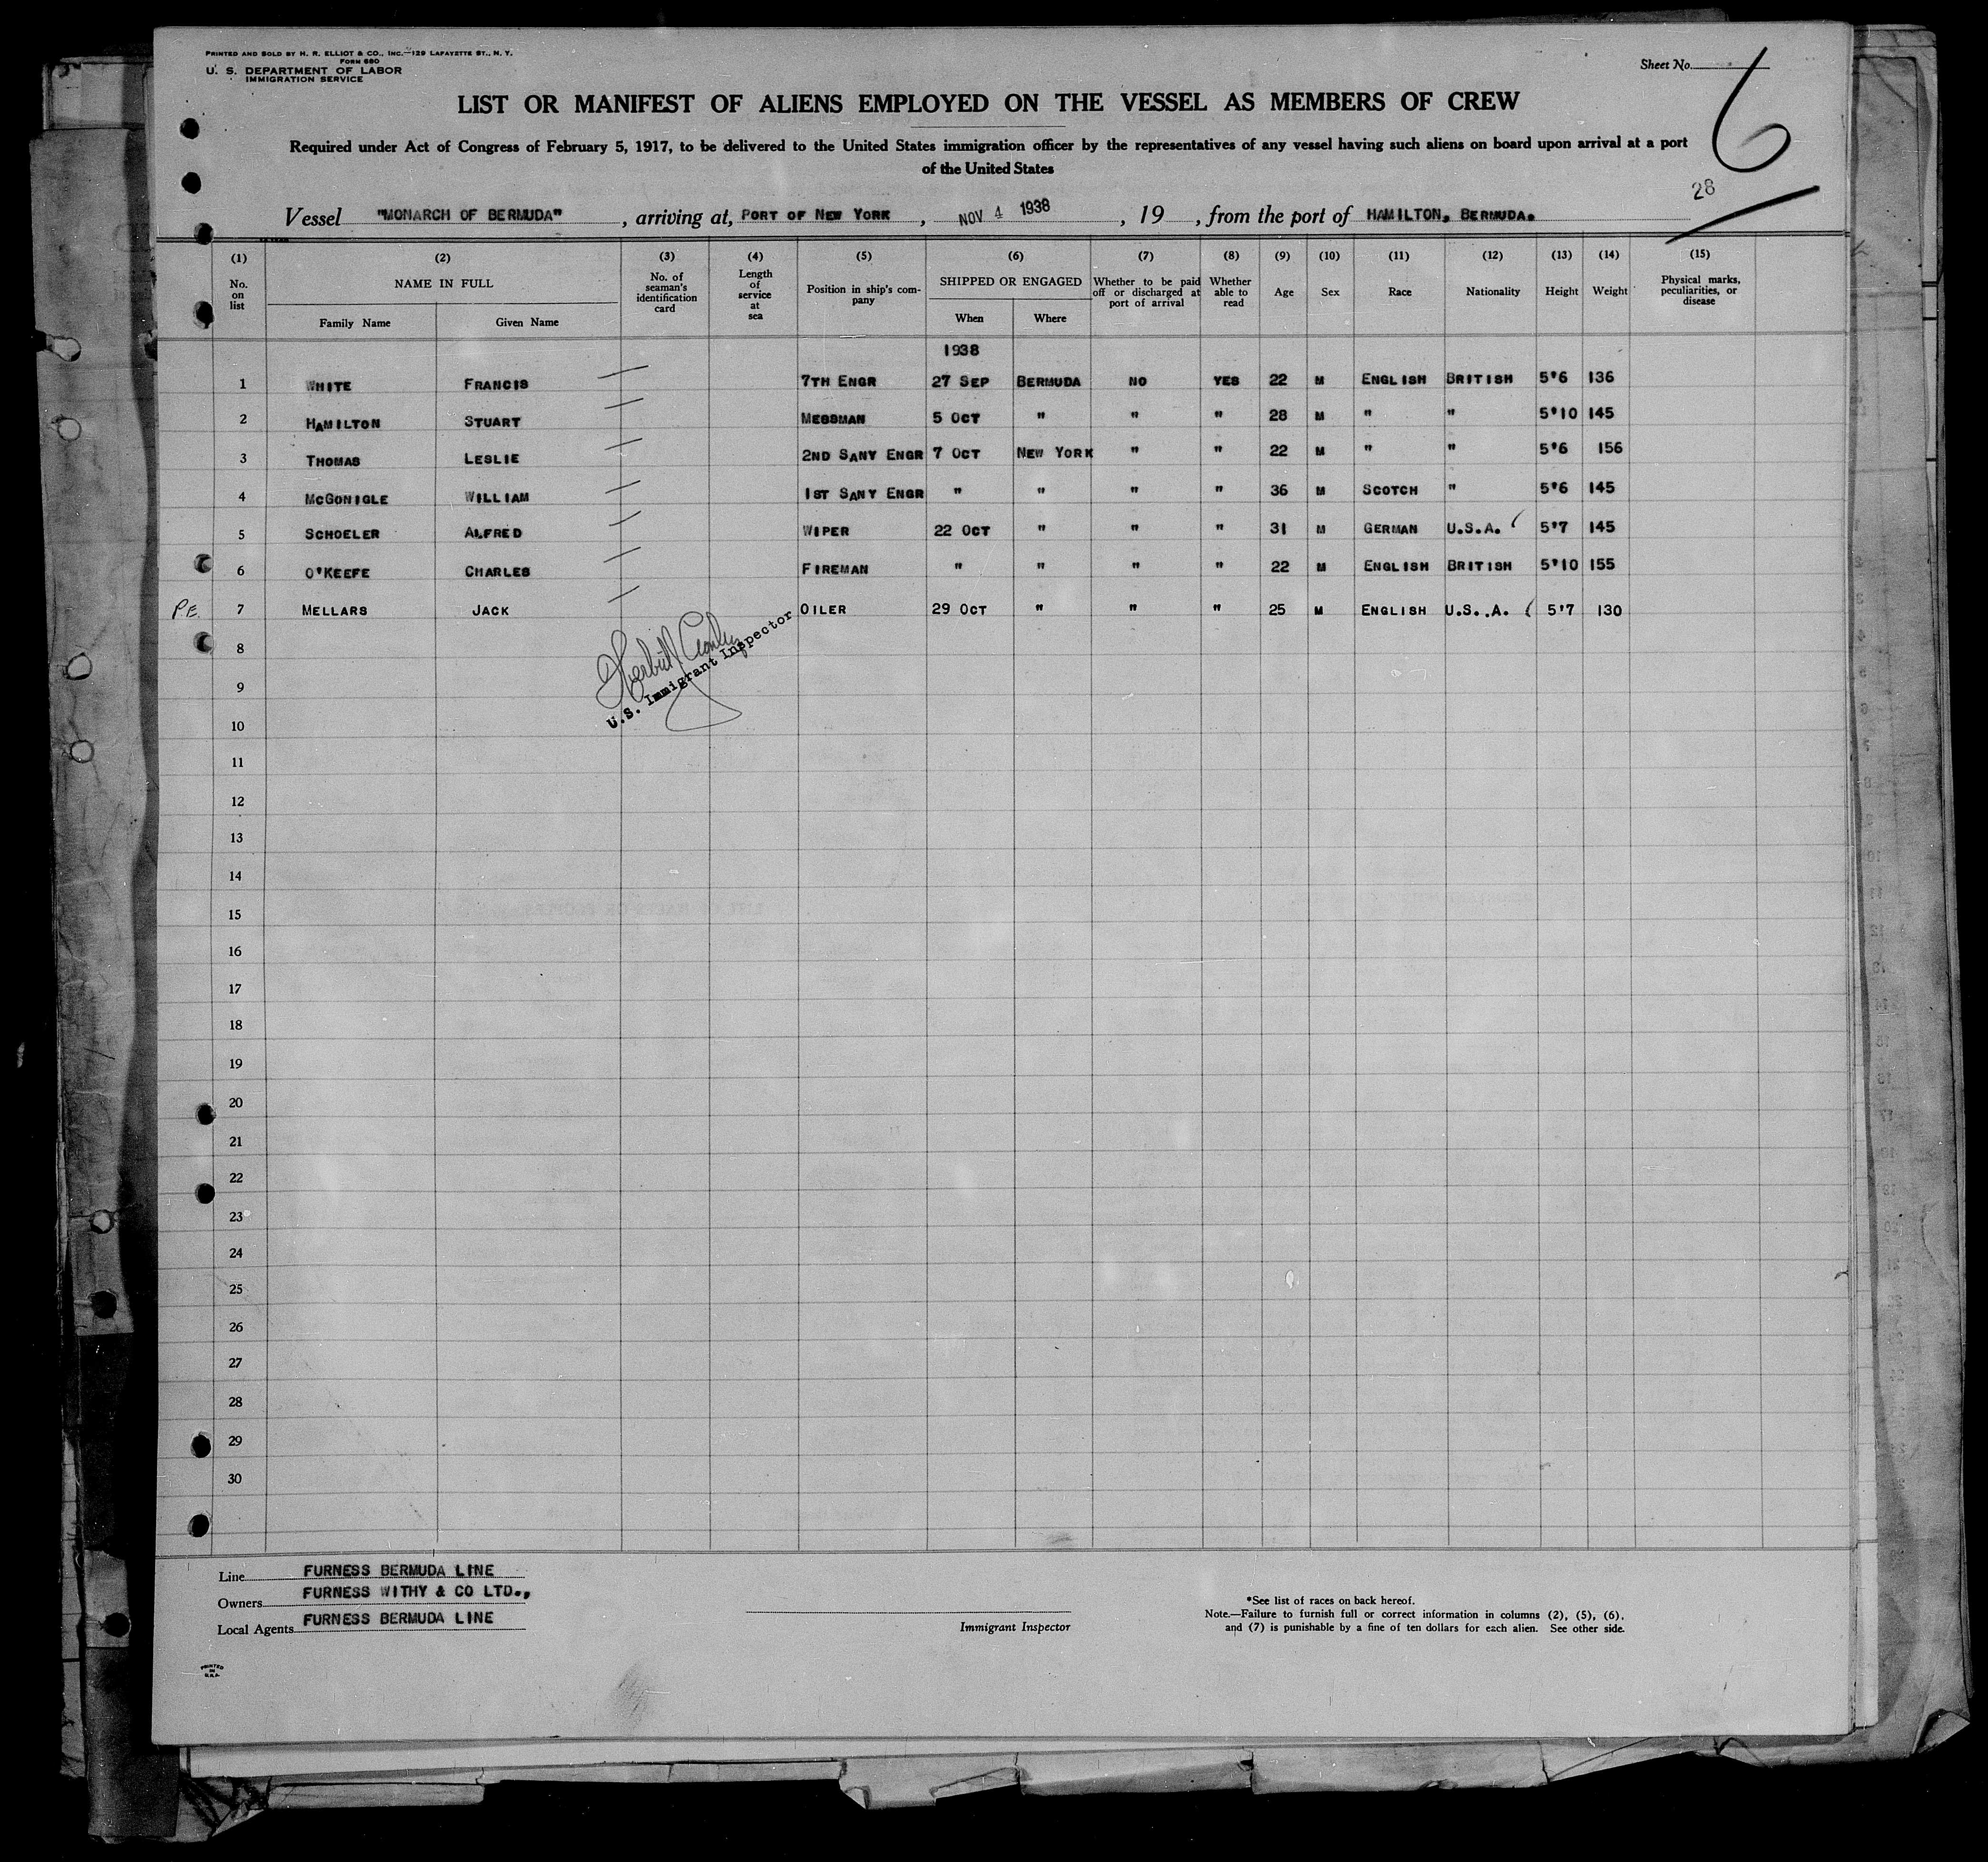 PRINTED AND SOLD BY H. R. ELLIOT & CO., INC.—129 LAFAYETTE ST., N. Y.
FORM 680
U. S. DEPARTMENT OF LABOR
IMMIGRATION SERVICE
Sheet No.
6
28
LIST OR MANIFEST OF ALIENS EMPLOYED ON THE VESSEL AS MEMBERS OF CREW
Required under Act of Congress of February 5, 1917, to be delivered to the United States immigration officer by the representatives of any vessel having such aliens on board upon arrival at a port
of the United States
Vessel "MONARCH OF BERMUDA", arriving at, PORT OF NEW YORK, NOV 4 1938, 19 , from the port of HAMILTON, BERMUDA.
(1) (2) (3) (4) (5) (6) (7) (8) (9) (10) (11) (12) (13) (14) (15)
No. on list
NAME IN FULL
Family Name
Given Name
No. of seaman's identification card
Length of service at sea
Position in ship's company
SHIPPED OR ENGAGED
When
Where
Whether to be paid off or discharged at port of arrival
Whether able to read
Age
Sex
Race
Nationality
Height
Weight
Physical marks, peculiarities, or disease
1938
1 WHITE FRANCIS 7TH ENGR 27 SEP BERMUDA NO YES 22 M ENGLISH BRITISH 5'6 136
2 HAMILTON STUART MESSMAN 5 OCT " " " 28 M " " 5'10 145
3 THOMAS LESLIE 2ND SANY ENGR 7 OCT NEW YORK " " 22 M " " 5'6 156
4 MCGONIGLE WILLIAM 1ST SANY ENGR " " " " 36 M SCOTCH " 5'6 145
5 SCHOELER ALFRED WIPER 22 OCT " " " 31 M GERMAN U.S.A. 5'7 145
6 O'KEEFE CHARLES FIREMAN " " " " 22 M ENGLISH BRITISH 5'10 155
P.E. 7 MELLARS JACK OILER 29 OCT " " " 25 M ENGLISH U.S..A. 5'7 130
U.S. Immigrant Inspector
8
9
10
11
12
13
14
15
16
17
18
19
20
21
22
23
24
25
26
27
28
29
30
Line FURNESS BERMUDA LINE
Owners FURNESS WITHY & CO LTD.,
Local Agents FURNESS BERMUDA LINE
Immigrant Inspector
*See list of races on back hereof.
Note.—Failure to furnish full or correct information in columns (2), (5), (6),
and (7) is punishable by a fine of ten dollars for each alien. See other side.
PRINTED
IN
U.S.A.